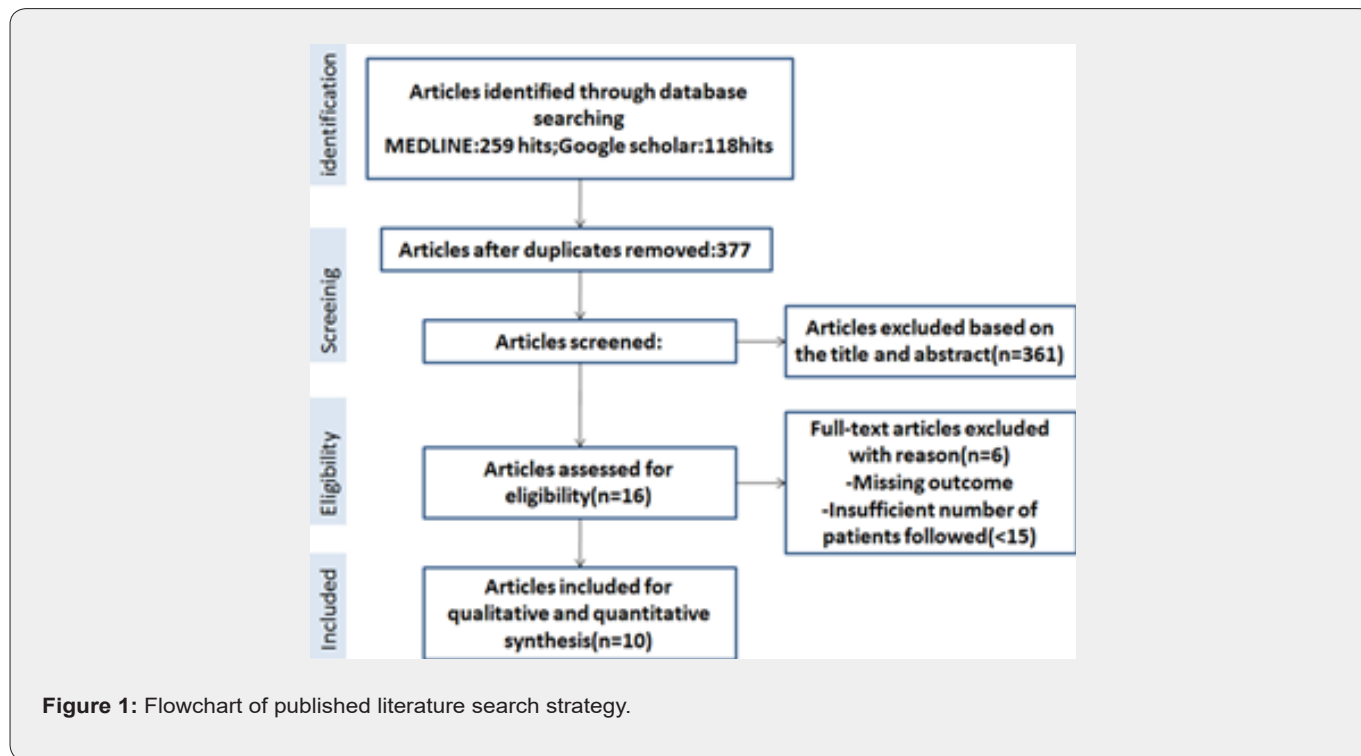 identification
Articles identified through database
searching
MEDLINE:259 hits;Google scholar:118hits
Screeinig
Articles after duplicates removed:377
Articles screened:
Articles excluded based on
the title and abstract(n=361)
Eligibility
Articles assessed for
eligibility(n=16)
Full-text articles excluded
with reason(n=6)
-Missing outcome
-Insufficient number of
patients followed(<15)
Included
Articles included for
qualitative and quantitative
synthesis(n=10)
Figure 1: Flowchart of published literature search strategy.